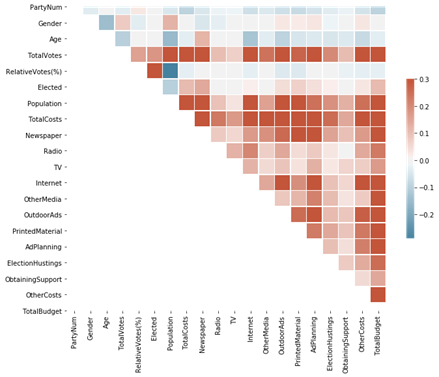 PartyNum
Gender
Age
TotalVotes
RelativeVotes(%)
Elected
Population
TotalCosts
Newspaper
Radio
TV
Internet
OtherMedia
OutdoorAds
PrintedMaterial
AdPlanning
ElectionHustings
ObtainingSupport
OtherCosts
TotalBudget
0.3
0.2
0.1
0.0
−0.1
−0.2
PartyNum
Gender
Age
TotalVotes
RelativeVotes(%)
Elected
Population
TotalCosts
Newspaper
Radio
TV
Internet
OtherMedia
OutdoorAds
PrintedMaterial
AdPlanning
ElectionHustings
ObtainingSupport
OtherCosts
TotalBudget